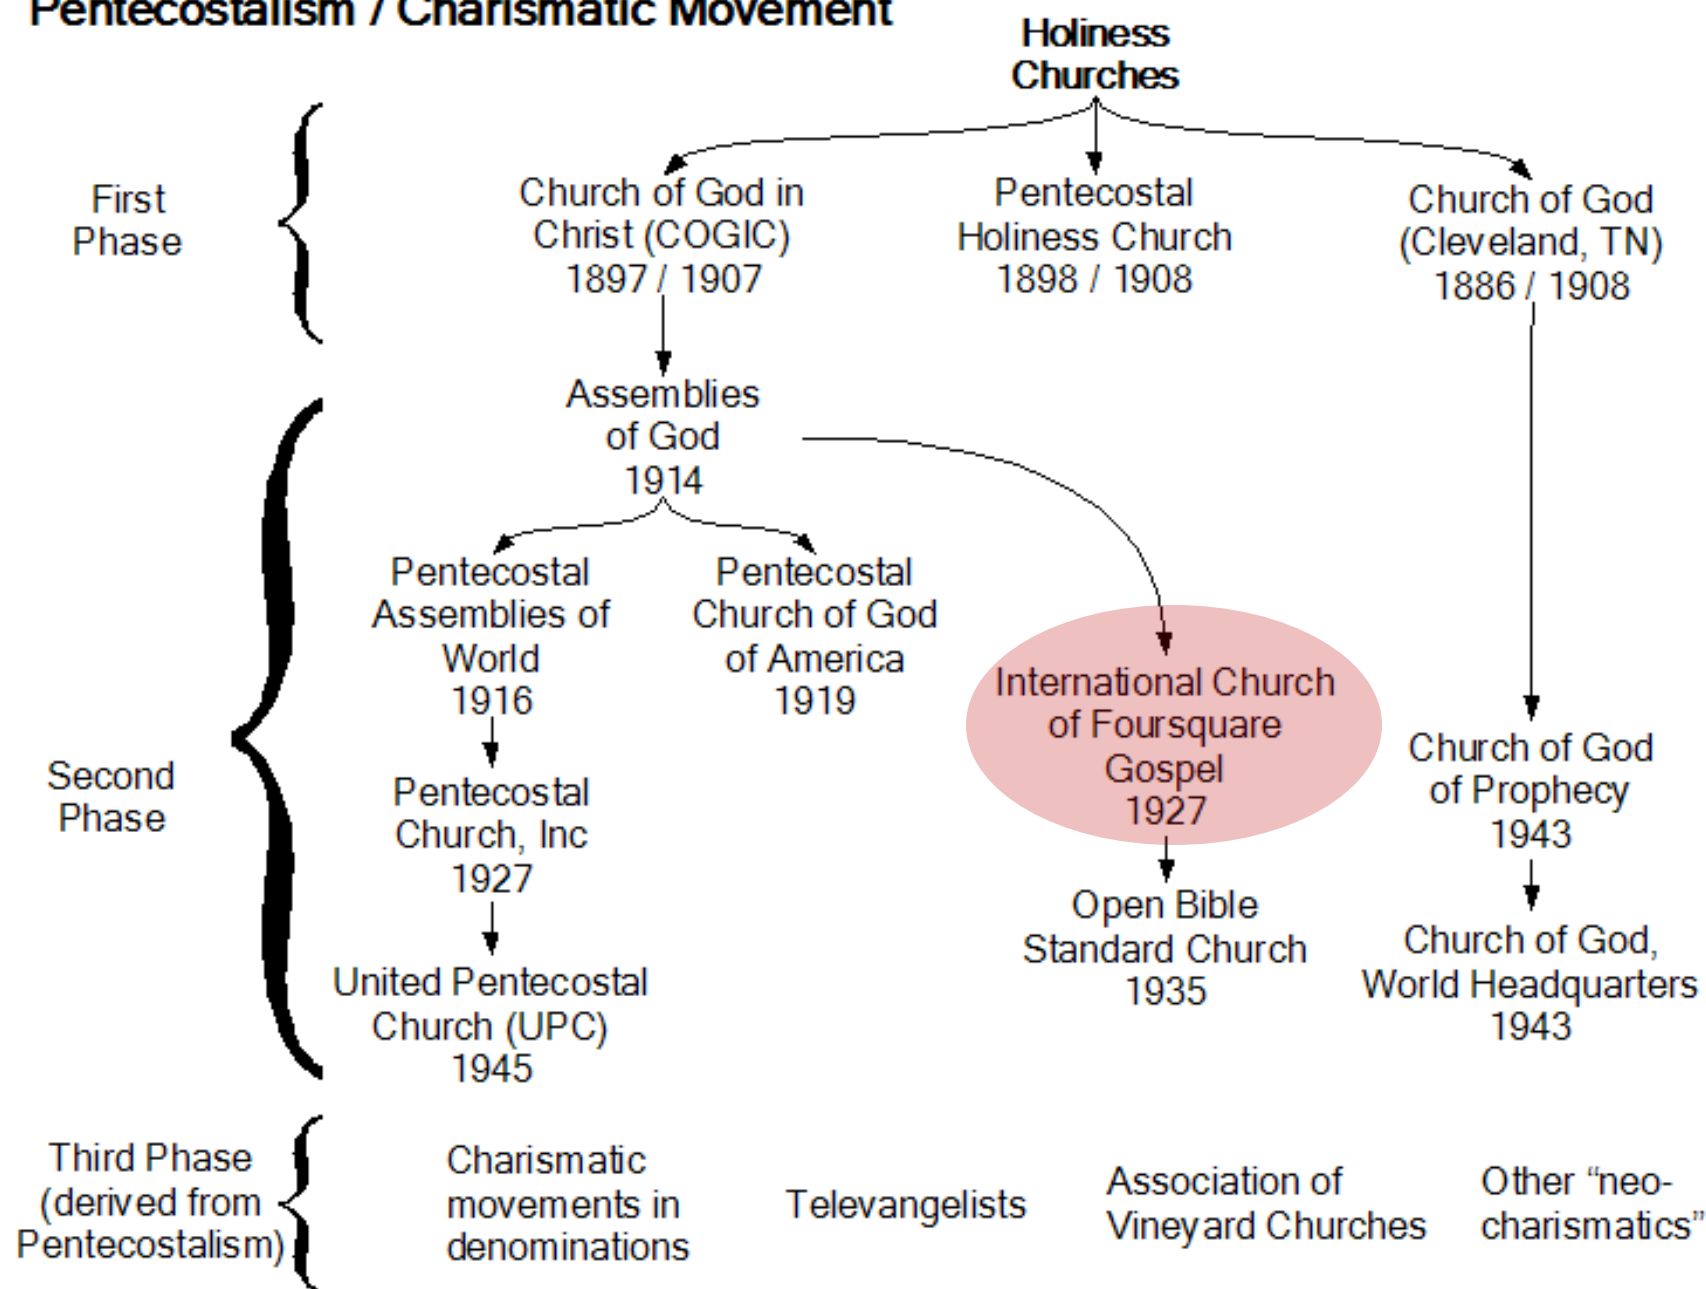 Pentecostalism / Charismatic Movement
Holiness
Churches
First
Phase
Church of God in
Christ (COGIC)
1897 / 1907
Pentecostal
Holiness Church
1898 / 1908
Church of God
(Cleveland, TN)
1886 / 1908
Second
Phase
Assemblies
of God
1914
Pentecostal
Assemblies of
World
1916
Pentecostal
Church of God
of America
1919
International Church
of Foursquare
Gospel
1927
Church of God
of Prophecy
1943
Pentecostal
Church, Inc
1927
Open Bible
Standard Church
1935
Church of God,
World Headquarters
1943
United Pentecostal
Church (UPC)
1945
Third Phase
(derived from
Pentecostalism)
Charismatic
movements in
denominations
Televangelists
Association of
Vineyard Churches
Other “neo-
charismatics”